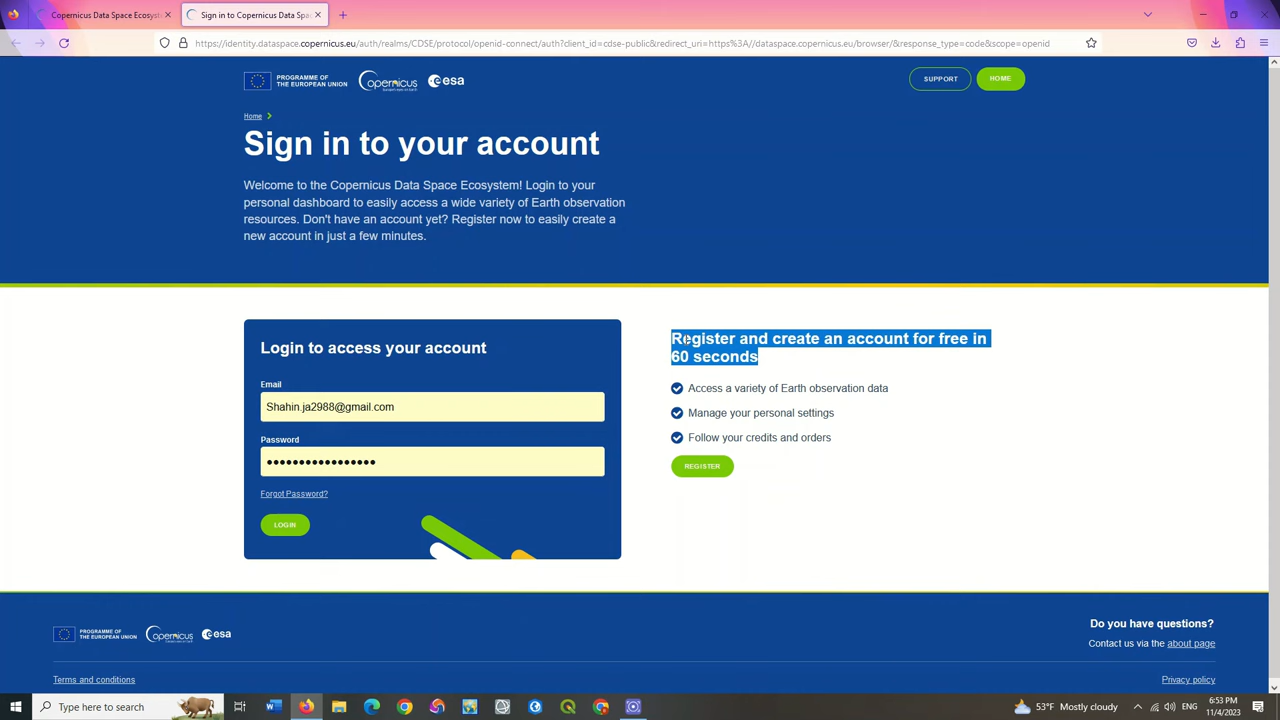 Copernicus Data Space Ecosyst
Sign in to Copernicus Data Spa
https://identity.dataspace.copernicus.eu/auth/realms/CDSE/protocol/openid-connect/auth?client_id=cdse-public&redirect_uri=https%3A//dataspace.copernicus.eu/browser/&response_type=code&scope=openid
PROGRAMME OF
THE EUROPEAN UNION
opernicus
esa
SUPPORT
HOME
Home
Sign in to your account
Welcome to the Copernicus Data Space Ecosystem! Login to your
personal dashboard to easily access a wide variety of Earth observation
resources. Don't have an account yet? Register now to easily create a
new account in just a few minutes.
Login to access your account
Email
Shahin.ja2988@gmail.com
Password
Forgot Password?
LOGIN
Register and create an account for free in
60 seconds
Access a variety of Earth observation data
Manage your personal settings
Follow your credits and orders
REGISTER
PROGRAMME OF
THE EUROPEAN UNION
opernicus
esa
Do you have questions?
Contact us via the about page
Terms and conditions
Privacy policy
Type here to search
53°F Mostly cloudy
6:53 PM
11/4/2023